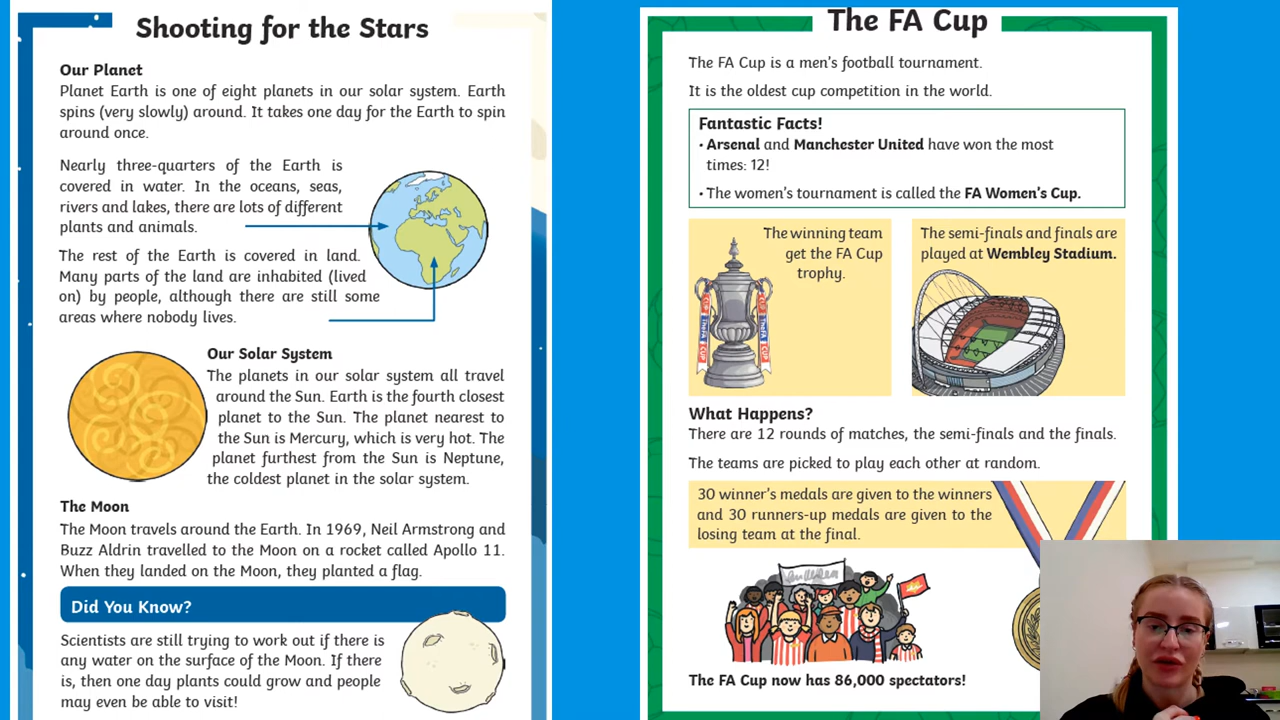 Shooting for the Stars
Our Planet
Planet Earth is one of eight planets in our solar system. Earth
spins (very slowly) around. It takes one day for the Earth to spin
around once.
Nearly three-quarters of the Earth is
covered in water. In the oceans, seas,
rivers and lakes, there are lots of different
plants and animals.
The rest of the Earth is covered in land.
Many parts of the land are inhabited (lived
on) by people, although there are still some
areas where nobody lives.
Our Solar System
The planets in our solar system all travel
around the Sun. Earth is the fourth closest
planet to the Sun. The planet nearest to
the Sun is Mercury, which is very hot. The
planet furthest from the Sun is Neptune,
the coldest planet in the solar system.
The Moon
The Moon travels around the Earth. In 1969, Neil Armstrong and
Buzz Aldrin travelled to the Moon on a rocket called Apollo 11.
When they landed on the Moon, they planted a flag.
Did You Know?
Scientists are still trying to work out if there is
any water on the surface of the Moon. If there
is, then one day plants could grow and people
may even be able to visit!
The FA Cup
The FA Cup is a men's football tournament.
It is the oldest cup competition in the world.
Fantastic Facts!
• Arsenal and Manchester United have won the most
times: 12!
• The women's tournament is called the FA Women's Cup.
The winning team
get the FA Cup
trophy.
The semi-finals and finals are
played at Wembley Stadium.
What Happens?
There are 12 rounds of matches, the semi-finals and the finals.
The teams are picked to play each other at random.
30 winner's medals are given to the winners
and 30 runners-up medals are given to the
losing team at the final.
The FA Cup now has 86,000 spectators!